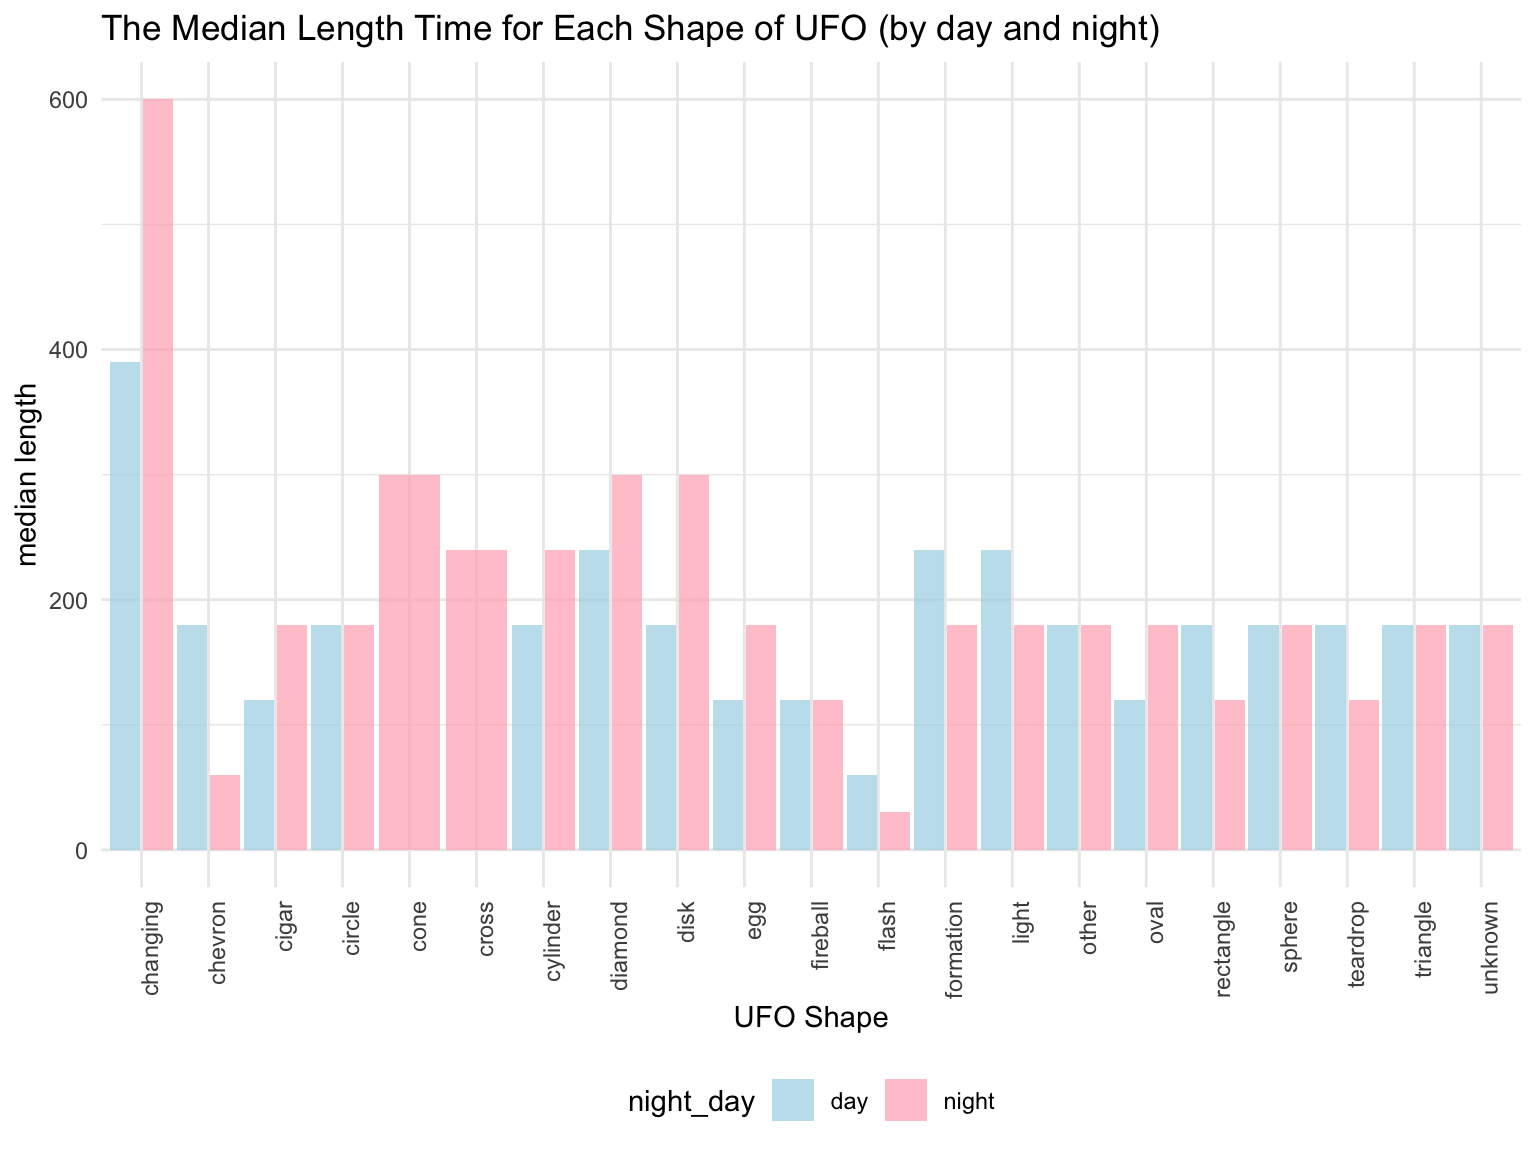 The Median Length Time for Each Shape of UFO (by day and night)
600
400
200
0
median length
changing
chevron
cigar
circle
cone
cross
cylinder
diamond
disk
egg
fireball
flash
formation
light
other
oval
rectangle
sphere
teardrop
triangle
unknown
UFO Shape
night_day day night